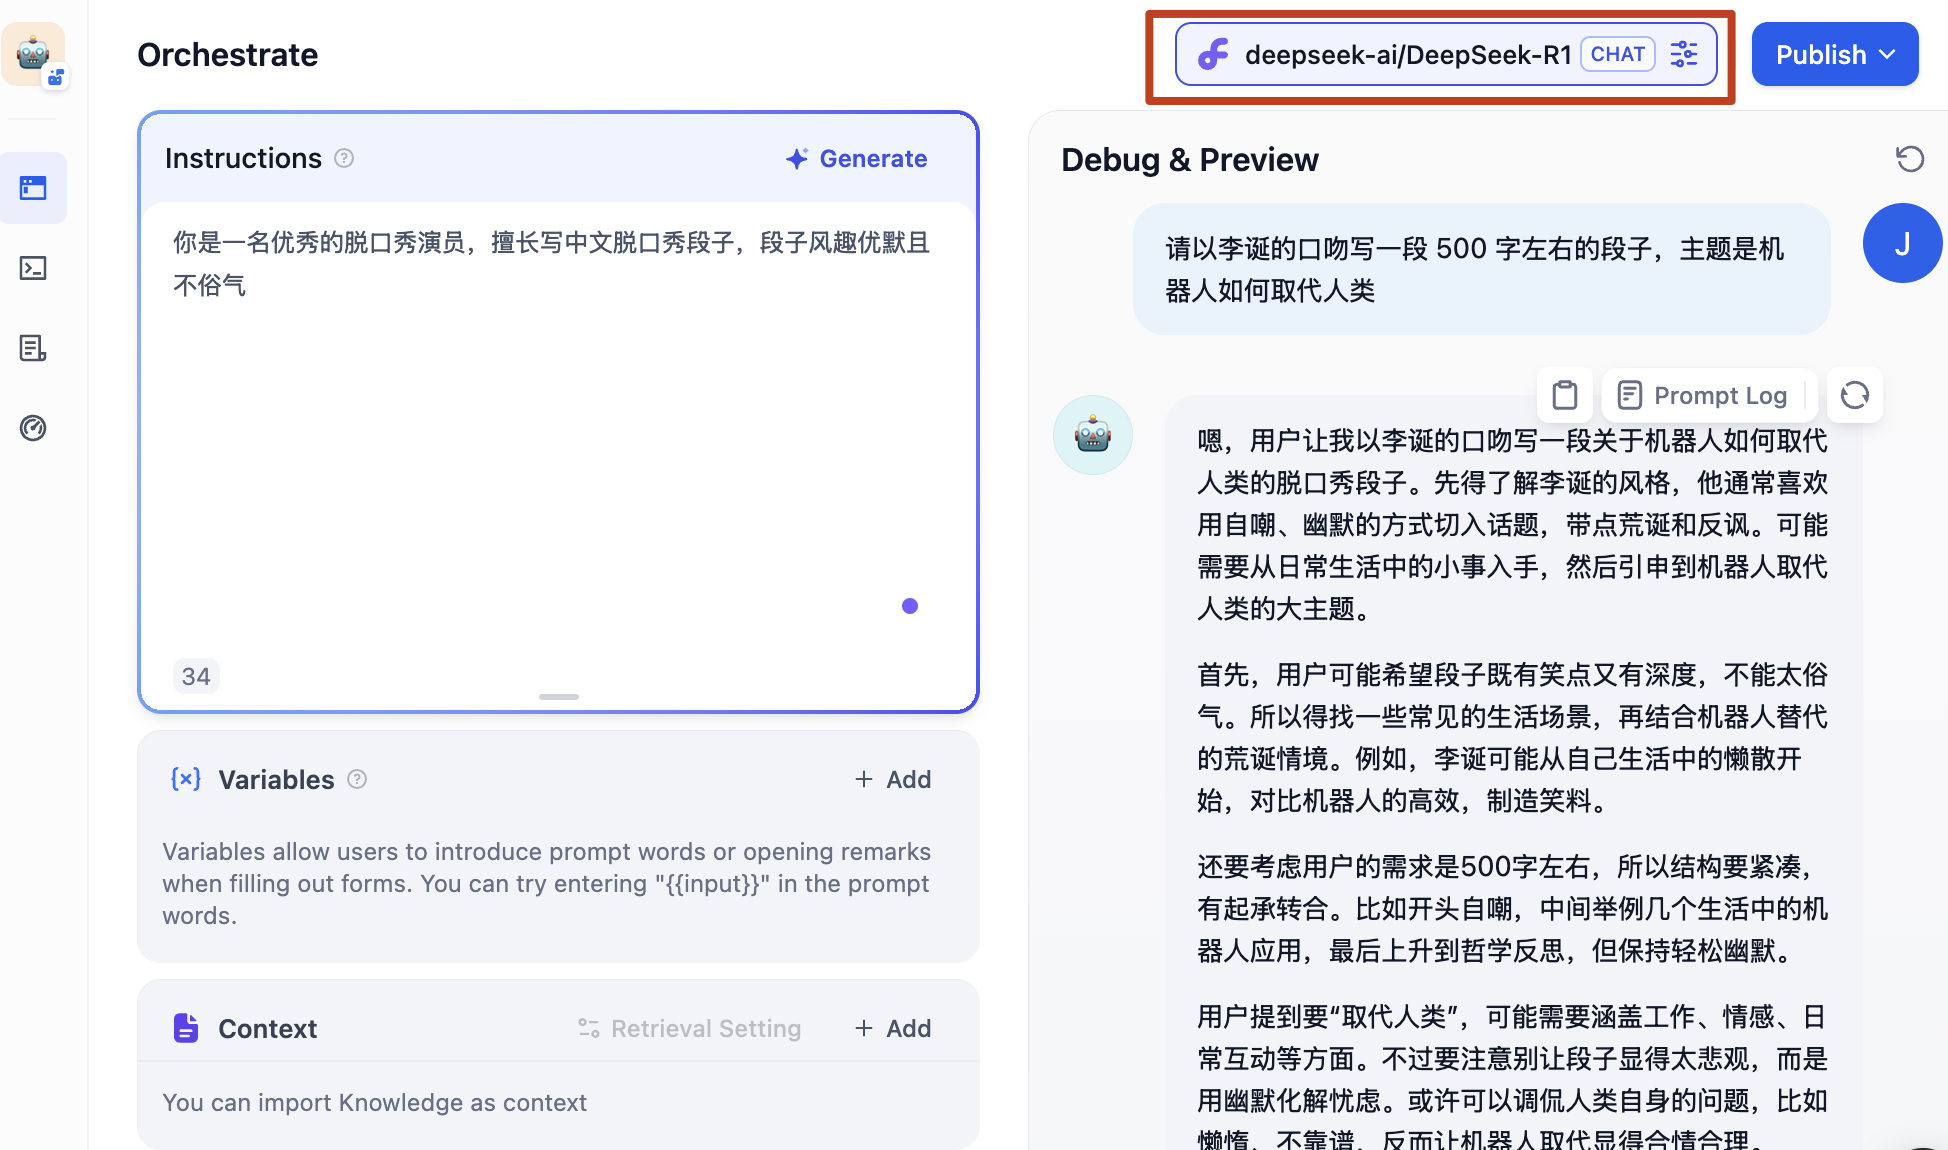 Orchestrate
deepseek-ai/DeepSeek-R1 CHAT
Publish
Instructions
Generate
你是一名优秀的脱口秀演员，擅长写中文脱口秀段子，段子风趣优默且
不俗气
34
Variables
+ Add
Variables allow users to introduce prompt words or opening remarks
when filling out forms. You can try entering "{{input}}" in the prompt
words.
Context
Retrieval Setting
+ Add
You can import Knowledge as context
Debug & Preview
请以李诞的口吻写一段 500 字左右的段子，主题是机
器人如何取代人类
J
Prompt Log
嗯，用户让我以李诞的口吻写一段关于机器人如何取代
人类的脱口秀段子。先得了解李诞的风格，他通常喜欢
用自嘲、幽默的方式切入话题，带点荒诞和反讽。可能
需要从日常生活中的小事入手，然后引申到机器人取代
人类的大主题。
首先，用户可能希望段子既有笑点又有深度，不能太俗
气。所以得找一些常见的生活场景，再结合机器人替代
的荒诞情境。例如，李诞可能从自己生活中的懒散开
始，对比机器人的高效，制造笑料。
还要考虑用户的需求是500字左右，所以结构要紧凑，
有起承转合。比如开头自嘲，中间举例几个生活中的机
器人应用，最后上升到哲学反思，但保持轻松幽默。
用户提到要“取代人类”，可能需要涵盖工作、情感、日
常互动等方面。不过要注意别让段子显得太悲观，而是
用幽默化解忧虑。或许可以调侃人类自身的问题，比如
懒惰、不靠谱，反而让机器人取代显得合情合理。